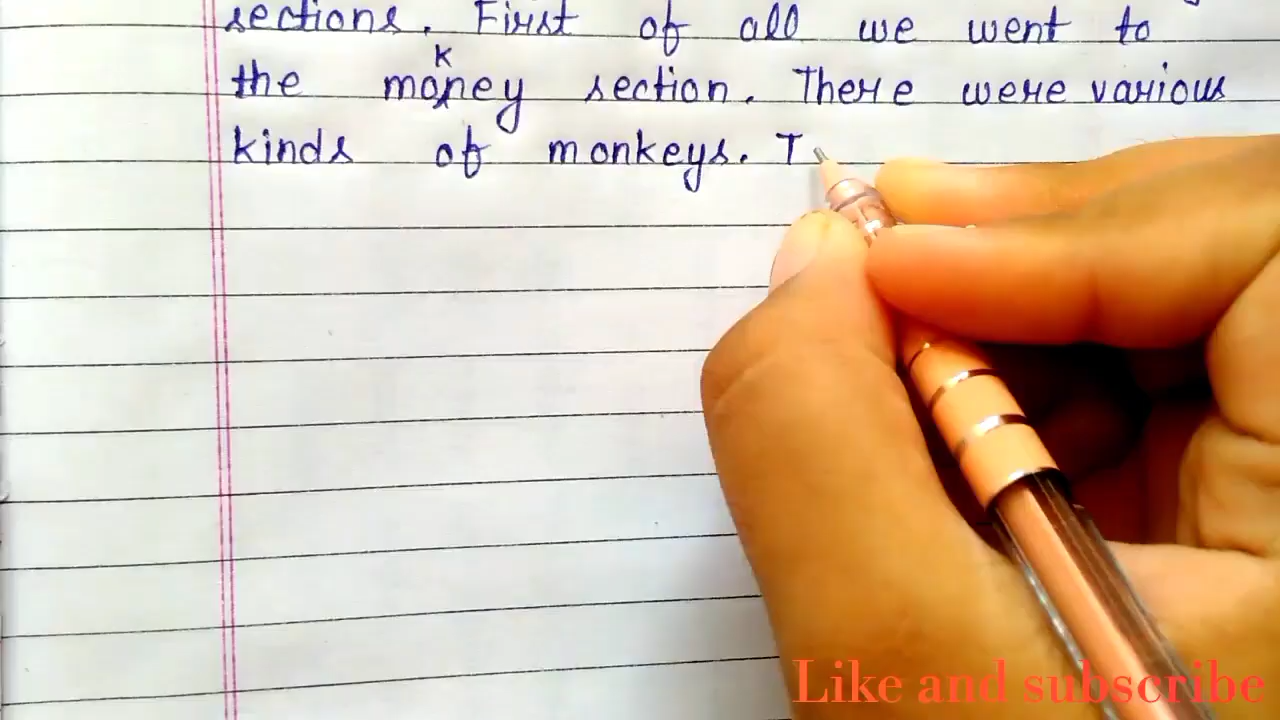 sections. First of all we went to
the monkey section. There were various
kinds of monkeys. T
Like and subscribe